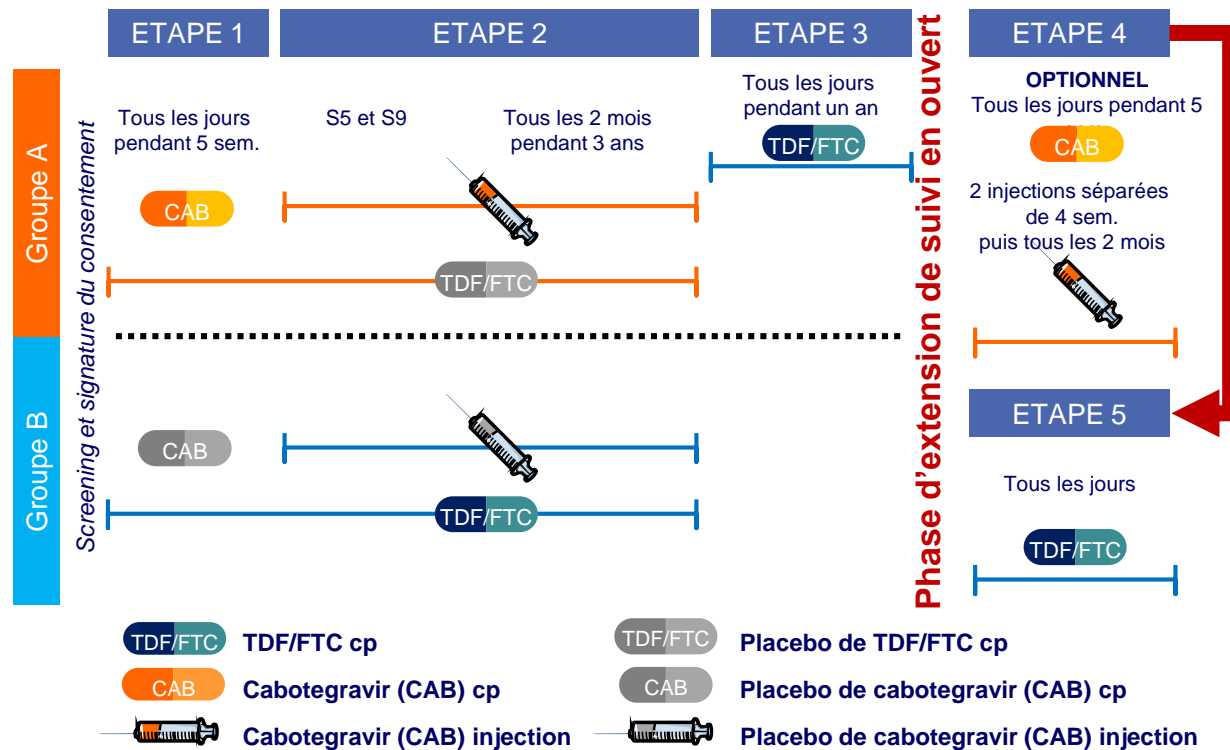 ETAPE 1
ETAPE 2
ETAPE 3
ETAPE 4
Groupe A
Groupe B
Screening et signature du consentement
Tous les jours
pendant 5 sem.
CAB
S5 et S9
Tous les 2 mois
pendant 3 ans
TDF/FTC
Tous les jours
pendant un an
TDF/FTC
CAB
TDF/FTC
Phase d'extension de suivi en ouvert
OPTIONNEL
Tous les jours pendant 5
CAB
2 injections séparées
de 4 sem.
puis tous les 2 mois
ETAPE 5
Tous les jours
TDF/FTC
TDF/FTC
TDF/FTC cp
CAB
Cabotegravir (CAB) cp
Cabotegravir (CAB) injection
TDF/FTC
Placebo de TDF/FTC cp
CAB
Placebo de cabotegravir (CAB) cp
Placebo de cabotegravir (CAB) injection